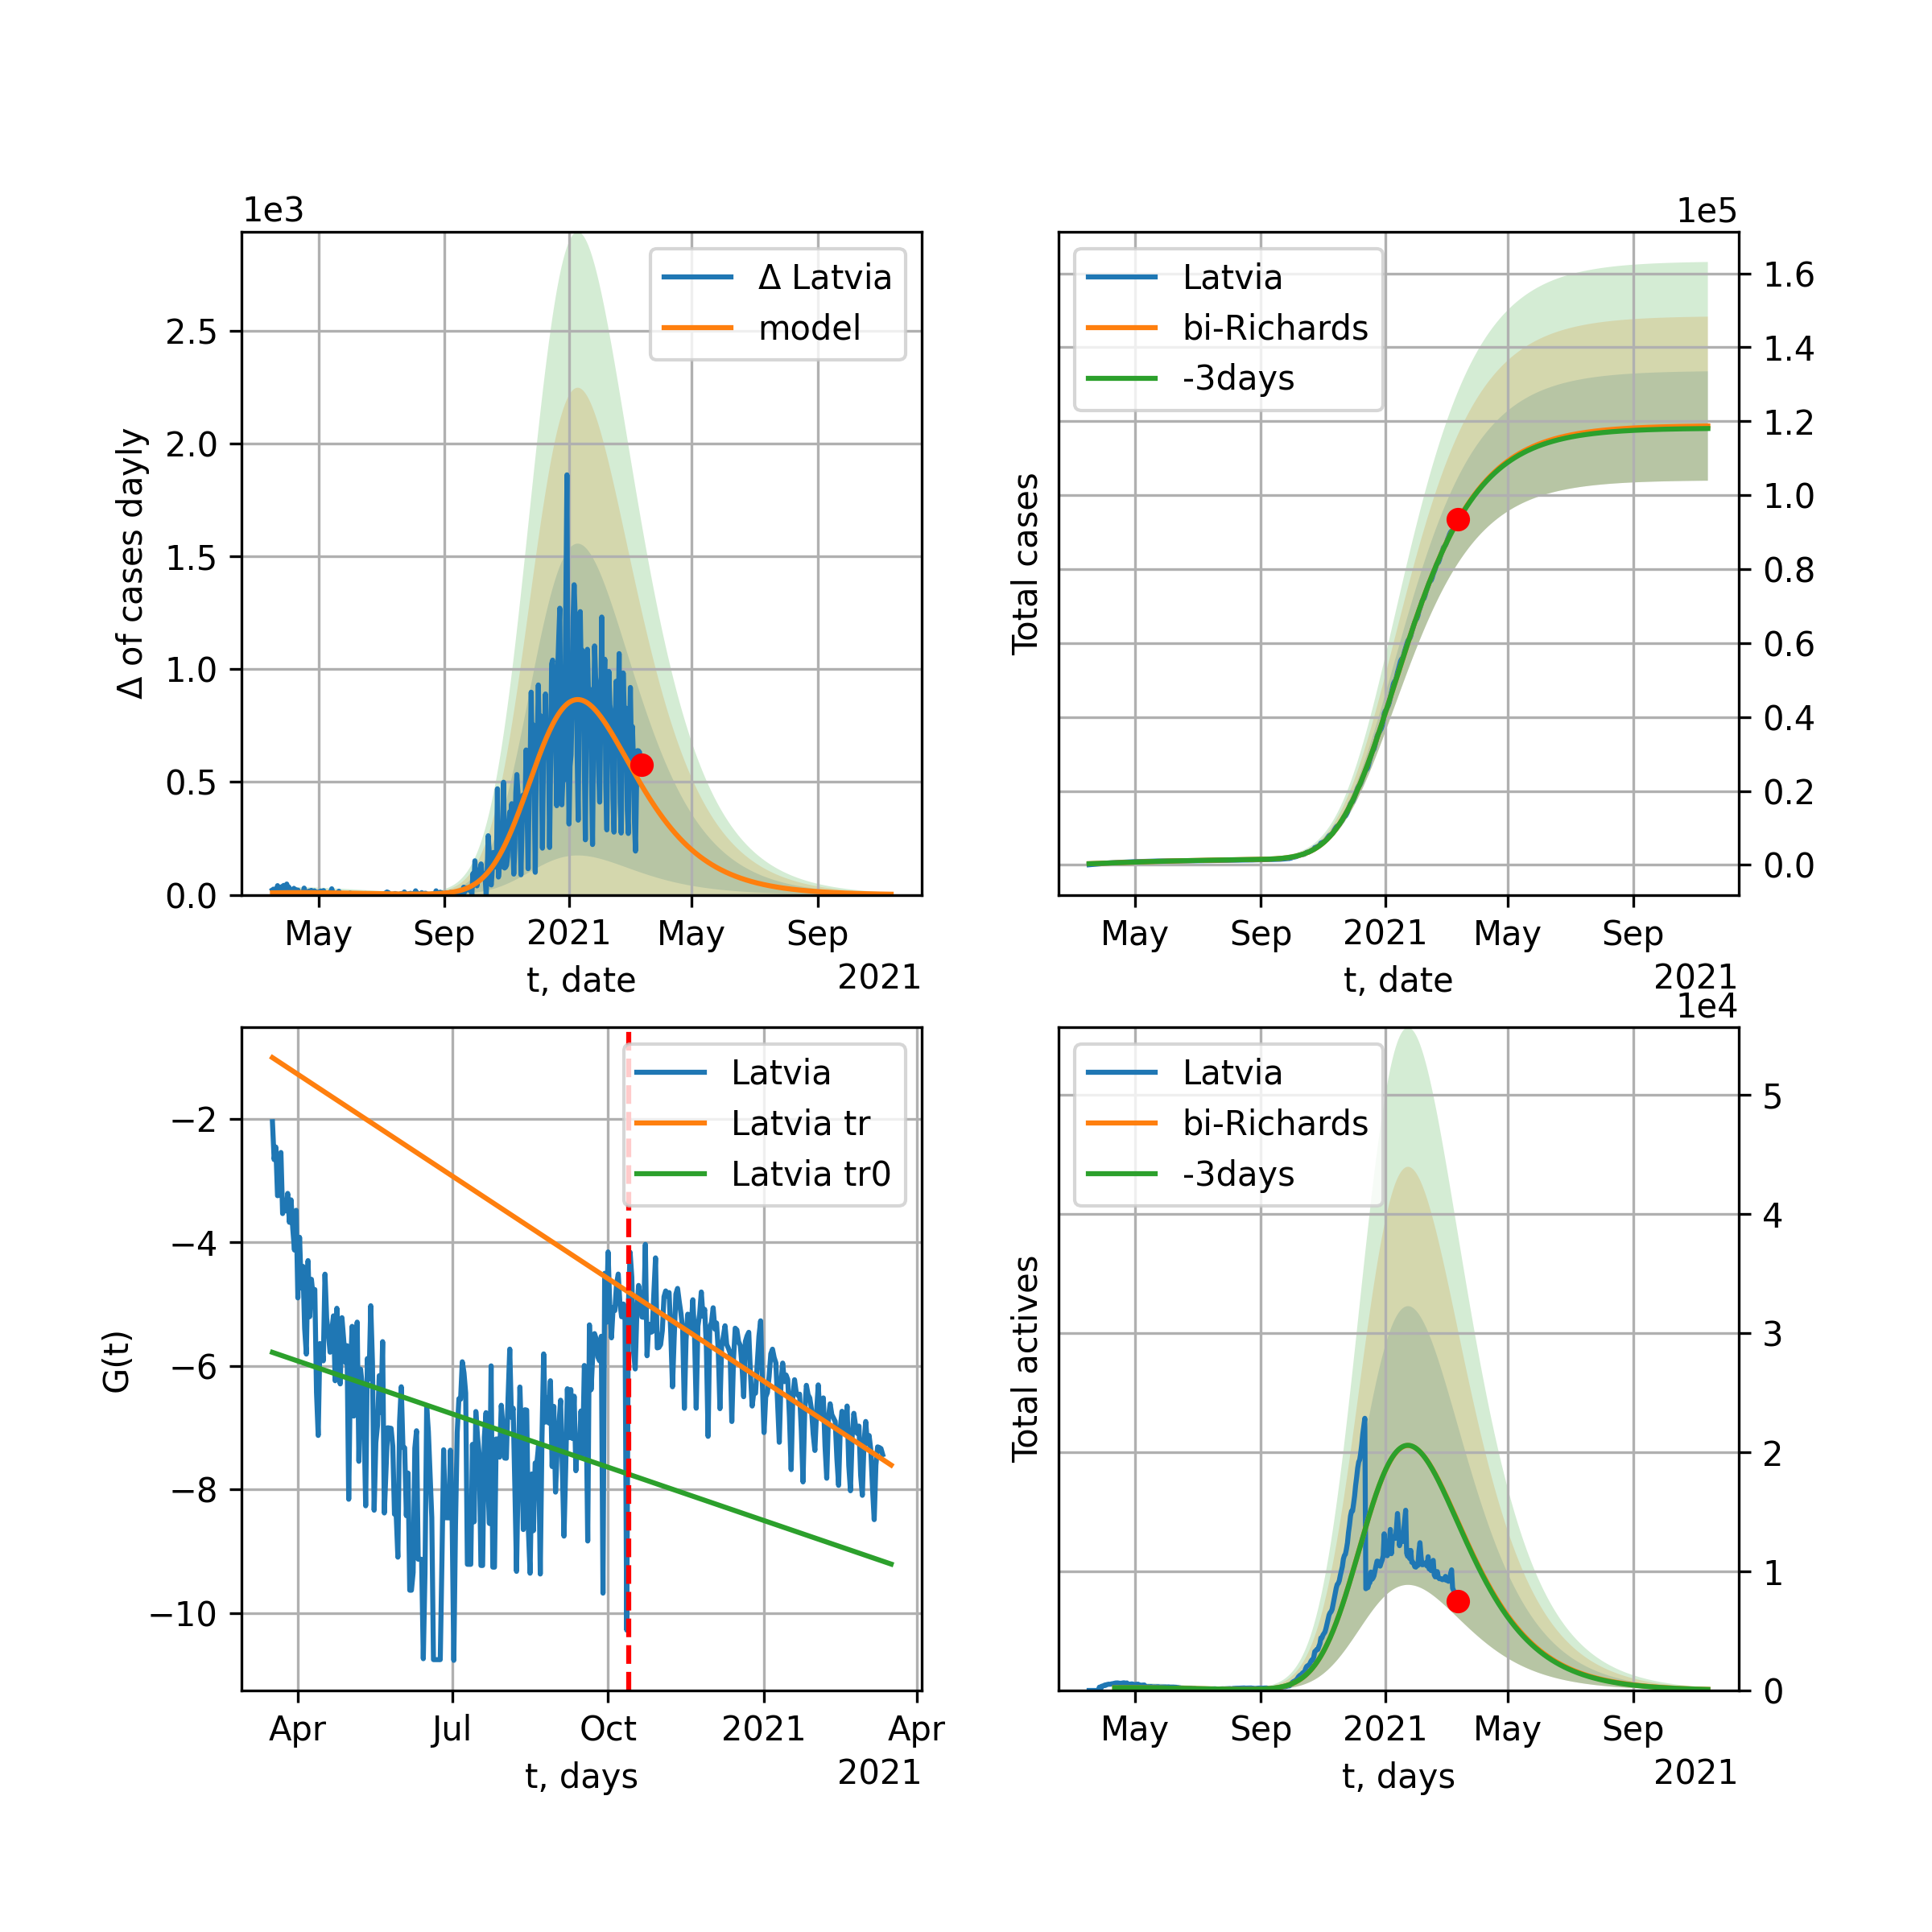 1e3
Δ of cases dayly
2.5
2.0
1.5
1.0
0.5
0.0
Δ Latvia
model
May Sep 2021 May Sep
t, date
2021
1e5
Total cases
Latvia
bi-Richards
-3days
1.6
1.4
1.2
1.0
0.8
0.6
0.4
0.2
0.0
May Sep 2021 May Sep
t, date
2021
G(t)
−2
−4
−6
−8
−10
Latvia
Latvia tr
Latvia tr0
Apr Jul Oct 2021 Apr
t, days
2021
1e4
Total actives
Latvia
bi-Richards
-3days
5
4
3
2
1
0
May Sep 2021 May Sep
t, days
2021